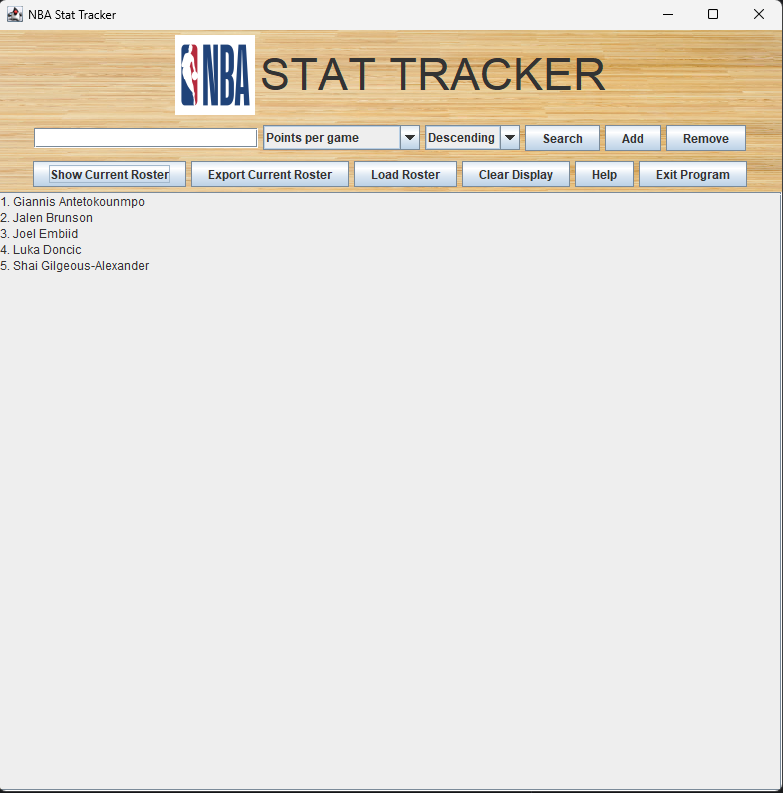 NBA Stat Tracker
NBA STAT TRACKER
Points per game Descending Search Add Remove
Show Current Roster Export Current Roster Load Roster Clear Display Help Exit Program
1. Giannis Antetokounmpo
2. Jalen Brunson
3. Joel Embiid
4. Luka Doncic
5. Shai Gilgeous-Alexander